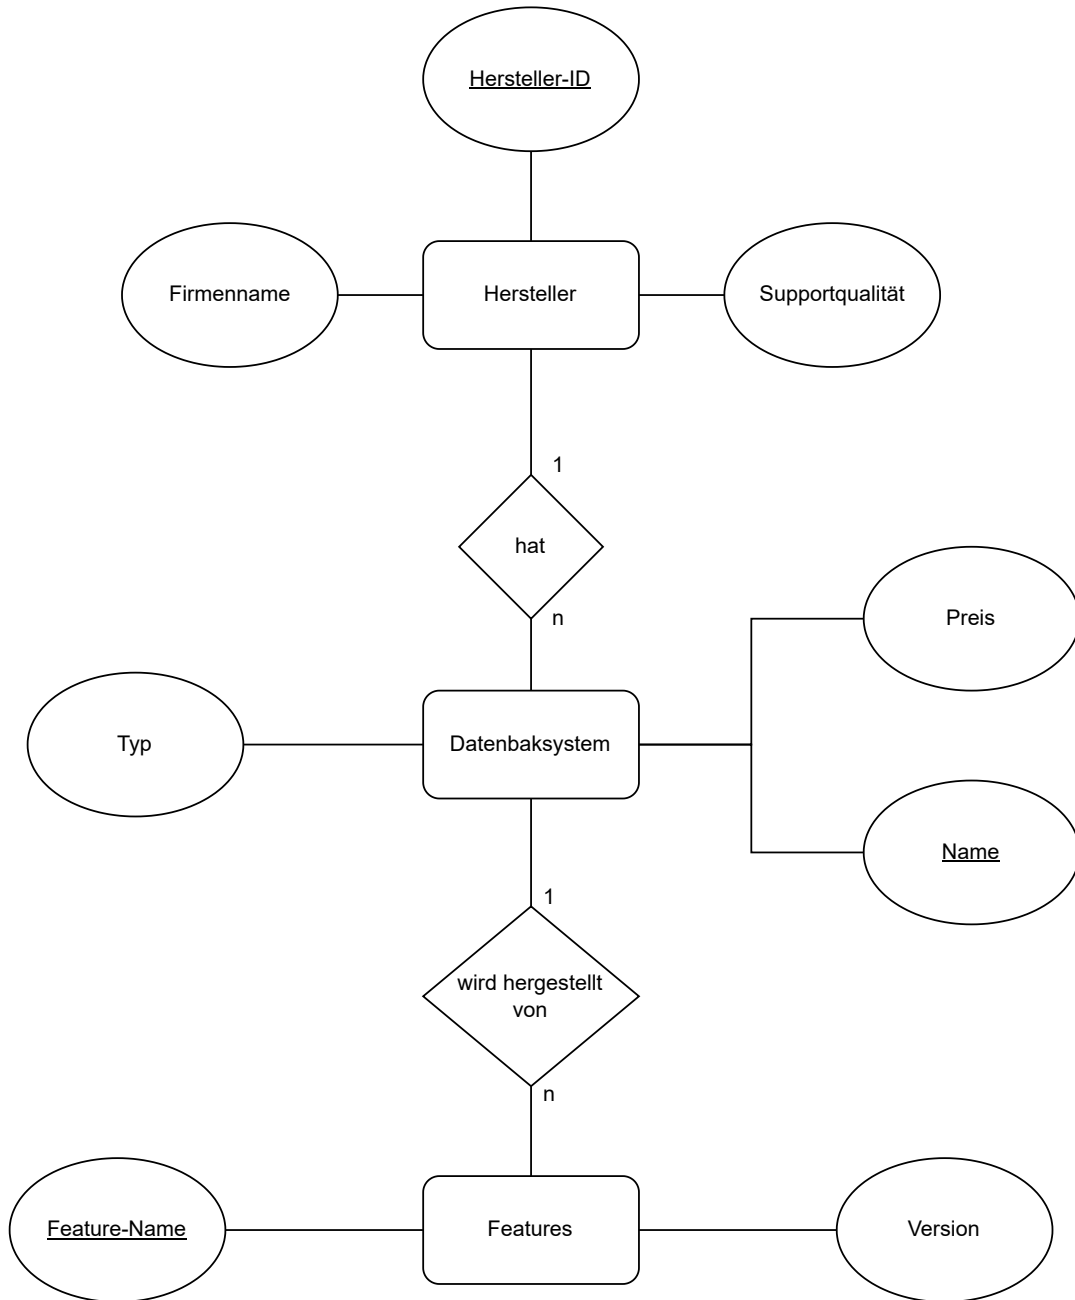 Hersteller-ID
Firmenname
Hersteller
Supportqualität
1
hat
n
Preis
Typ
Datenbaksystem
Name
1
wird hergestellt
von
n
Feature-Name
Features
Version